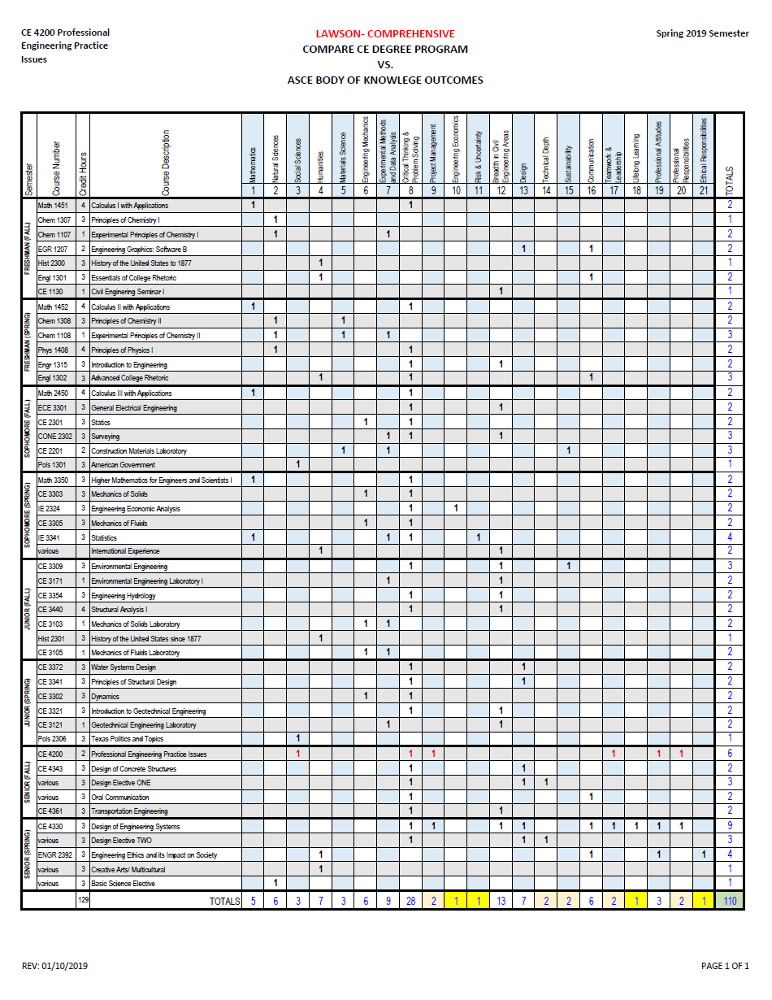 CE 4200 Professional
Engineering Practice
Issues
LAWSON- COMPREHENSIVE
COMPARE CE DEGREE PROGRAM
VS.
ASCE BODY OF KNOWLEGE OUTCOMES
Spring 2019 Semester
Semester Course Number Credit Hours Course Description Mathematics Natural Sciences Social Sciences Humanities Materials Science Engineering Mechanics Experimental Methods and Data Analysis Critical Thinking & Problem Solving Project Management Engineering Economics Risk & Uncertainty Breadth in Civil Engineering Areas Design Technical Depth Sustainability Communication Teamwork & Leadership Lifelong Learning Professional Attitudes Professional Responsibilities Ethical Responsibilities TOTALS
1 2 3 4 5 6 7 8 9 10 11 12 13 14 15 16 17 18 19 20 21
FRESHMAN (FALL)
Math 1451 4 Calculus I with Applications 1 1 2
Chem 1307 3 Principles of Chemistry I 1 1
Chem 1107 1 Experimental Principles of Chemistry I 1 1 2
EGR 1207 2 Engineering Graphics: Software B 1 1 2
Hist 2300 3 History of the United States to 1877 1 1
Engl 1301 3 Essentials of College Rhetoric 1 1 2
CE 1130 1 Civil Enginering Seminar I 1 1
FRESHMAN (SPRING)
Math 1452 4 Calculus II with Applications 1 1 2
Chem 1308 3 Principles of Chemistry II 1 1 2
Chem 1108 1 Experimental Principles of Chemistry II 1 1 1 3
Phys 1408 4 Principles of Physics I 1 1 2
Engr 1315 3 Introduction to Engineering 1 1 2
Engl 1302 3 Advanced College Rhetoric 1 1 1 3
SOPHOMORE (FALL)
Math 2450 4 Calculus III with Applications 1 1 2
ECE 3301 3 General Electrical Engineering 1 1 2
CE 2301 3 Statics 1 1 2
CONE 2302 3 Surveying 1 1 1 3
CE 2201 2 Construction Materials Laboratory 1 1 1 3
Pols 1301 3 American Government 1 1
SOPHOMORE (SPRING)
Math 3350 3 Higher Mathematics for Engineers and Scientists I 1 1 2
CE 3303 3 Mechanics of Solids 1 1 2
IE 2324 3 Engineering Economic Analysis 1 1 2
CE 3305 3 Mechanics of Fluids 1 1 2
IE 3341 3 Statistics 1 1 1 1 4
various International Experience 1 1 2
JUNIOR (FALL)
CE 3309 3 Environmental Engineering 1 1 1 3
CE 3171 1 Environmental Engineering Laboratory I 1 1 2
CE 3354 3 Engineering Hydrology 1 1 2
CE 3440 4 Structural Analysis I 1 1 2
CE 3103 1 Mechanics of Solids Laboratory 1 1 2
Hist 2301 3 History of the United States since 1877 1 1
CE 3105 1 Mechanics of Fluids Laboratory 1 1 2
JUNIOR (SPRING)
CE 3372 3 Water Systems Design 1 1 2
CE 3341 3 Principles of Structural Design 1 1 2
CE 3302 3 Dynamics 1 1 2
CE 3321 3 Introduction to Geotechnical Engineering 1 1 2
CE 3121 1 Geotechnical Engineering Laboratory 1 1 2
Pols 2306 3 Texas Politics and Topics 1 1
SENIOR (FALL)
CE 4200 2 Professional Engineering Practice Issues 1 1 1 1 1 1 6
CE 4343 3 Design of Concrete Structures 1 1 2
various 3 Design Elective ONE 1 1 1 3
various 3 Oral Communication 1 1 2
CE 4361 3 Transportation Engineering 1 1 2
SENIOR (SPRING)
CE 4330 3 Design of Engineering Systems 1 1 1 1 1 1 1 1 1 9
various 3 Design Elective TWO 1 1 1 3
ENGR 2392 3 Engineering Ethics and its Impact on Society 1 1 1 1 4
various 3 Creative Arts/ Multicultural 1 1
various 3 Basic Science Elective 1 1
129 TOTALS 5 6 3 7 3 6 9 28 2 1 1 13 7 2 2 6 2 1 3 2 1 110
REV: 01/10/2019
PAGE 1 OF 1